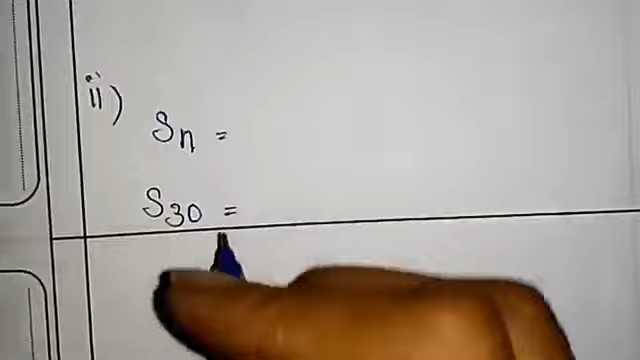 ii)
Sn =
S30 =